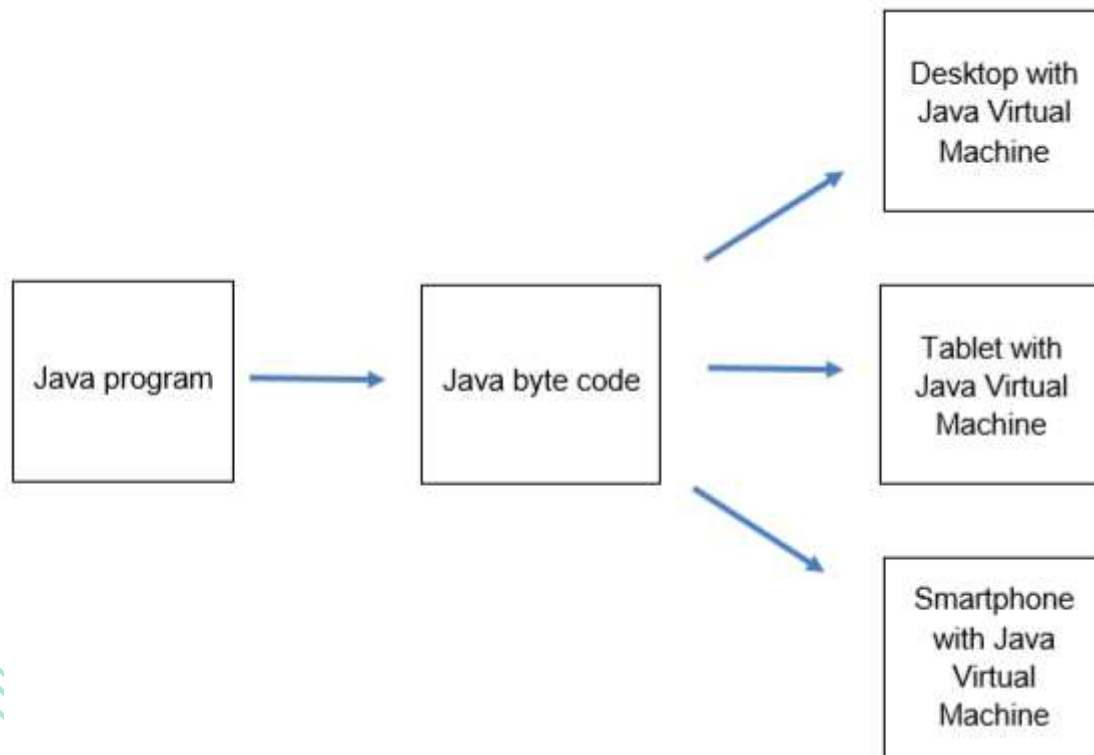 Java program
Java byte code
Desktop with
Java Virtual
Machine
Tablet with
Java Virtual
Machine
Smartphone
with Java
Virtual
Machine